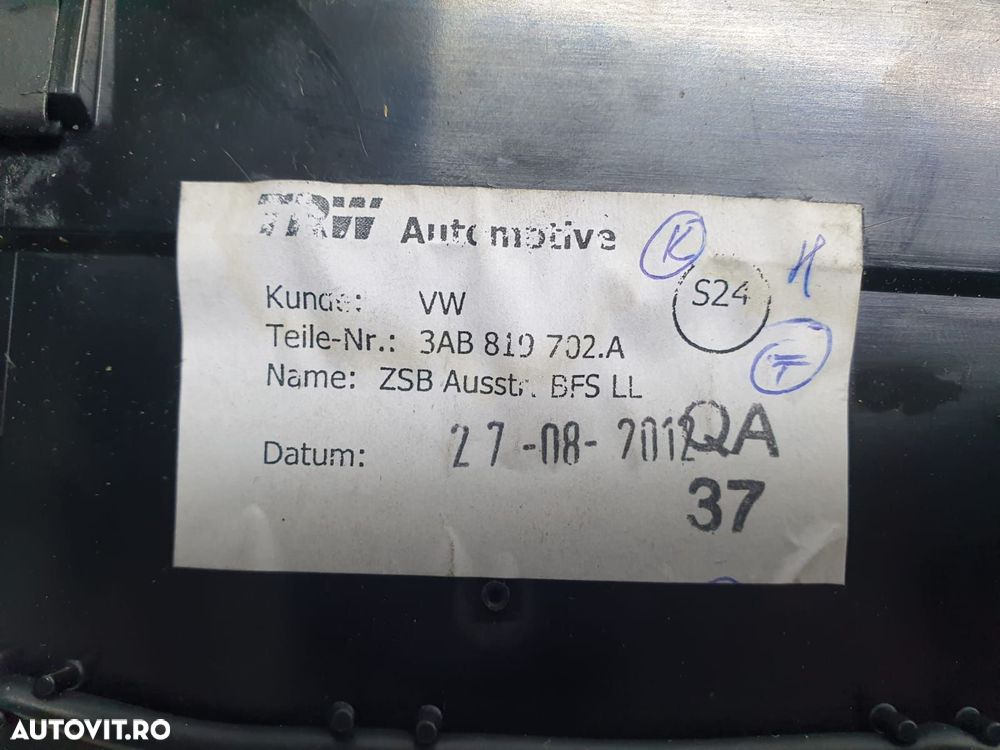 TRW Automotive
K
H
S24
Kunde: VW
Teile-Nr.: 3AB 819 702.A
T
Name: ZSB Ausstr. BFS LL
Datum: 27-08-2012
QA
37
AUTOVIT.RO